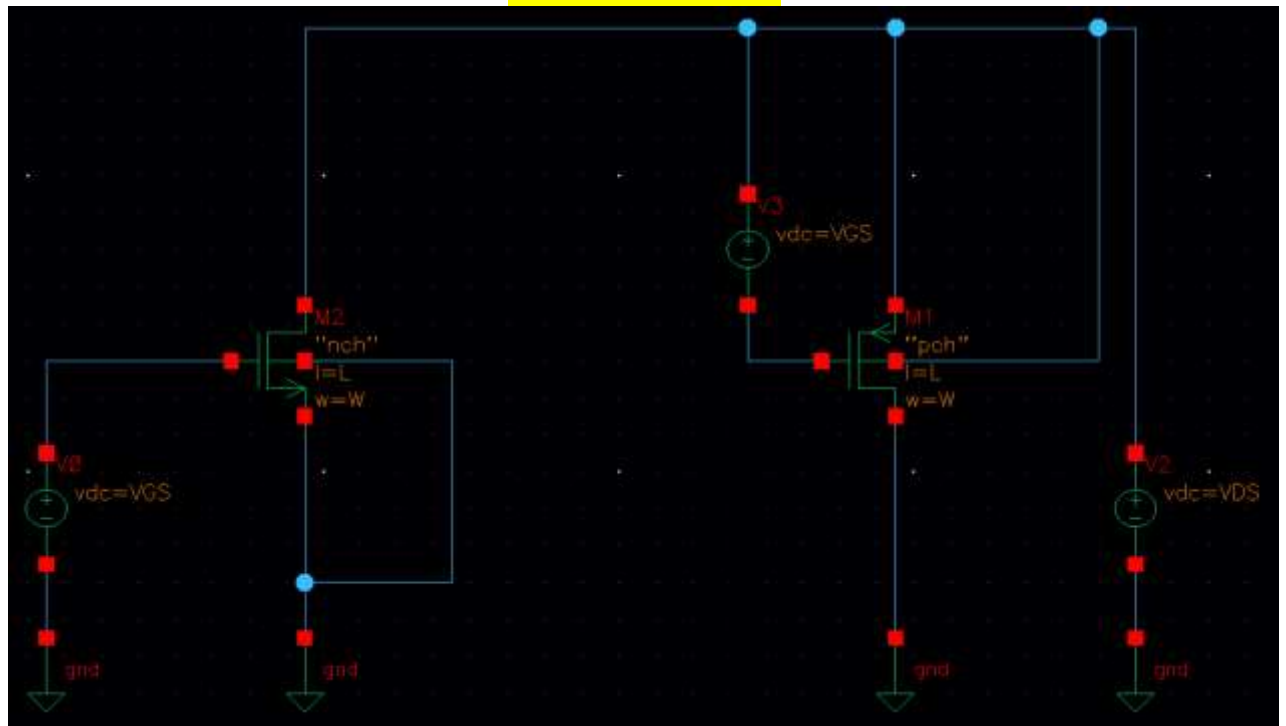 V3
vdc=VGS
M2
"nch"
l=L
w=W
M1
"pch"
l=L
w=W
V0
vdc=VGS
V2
vdc=VDS
gnd
gnd
gnd
gnd